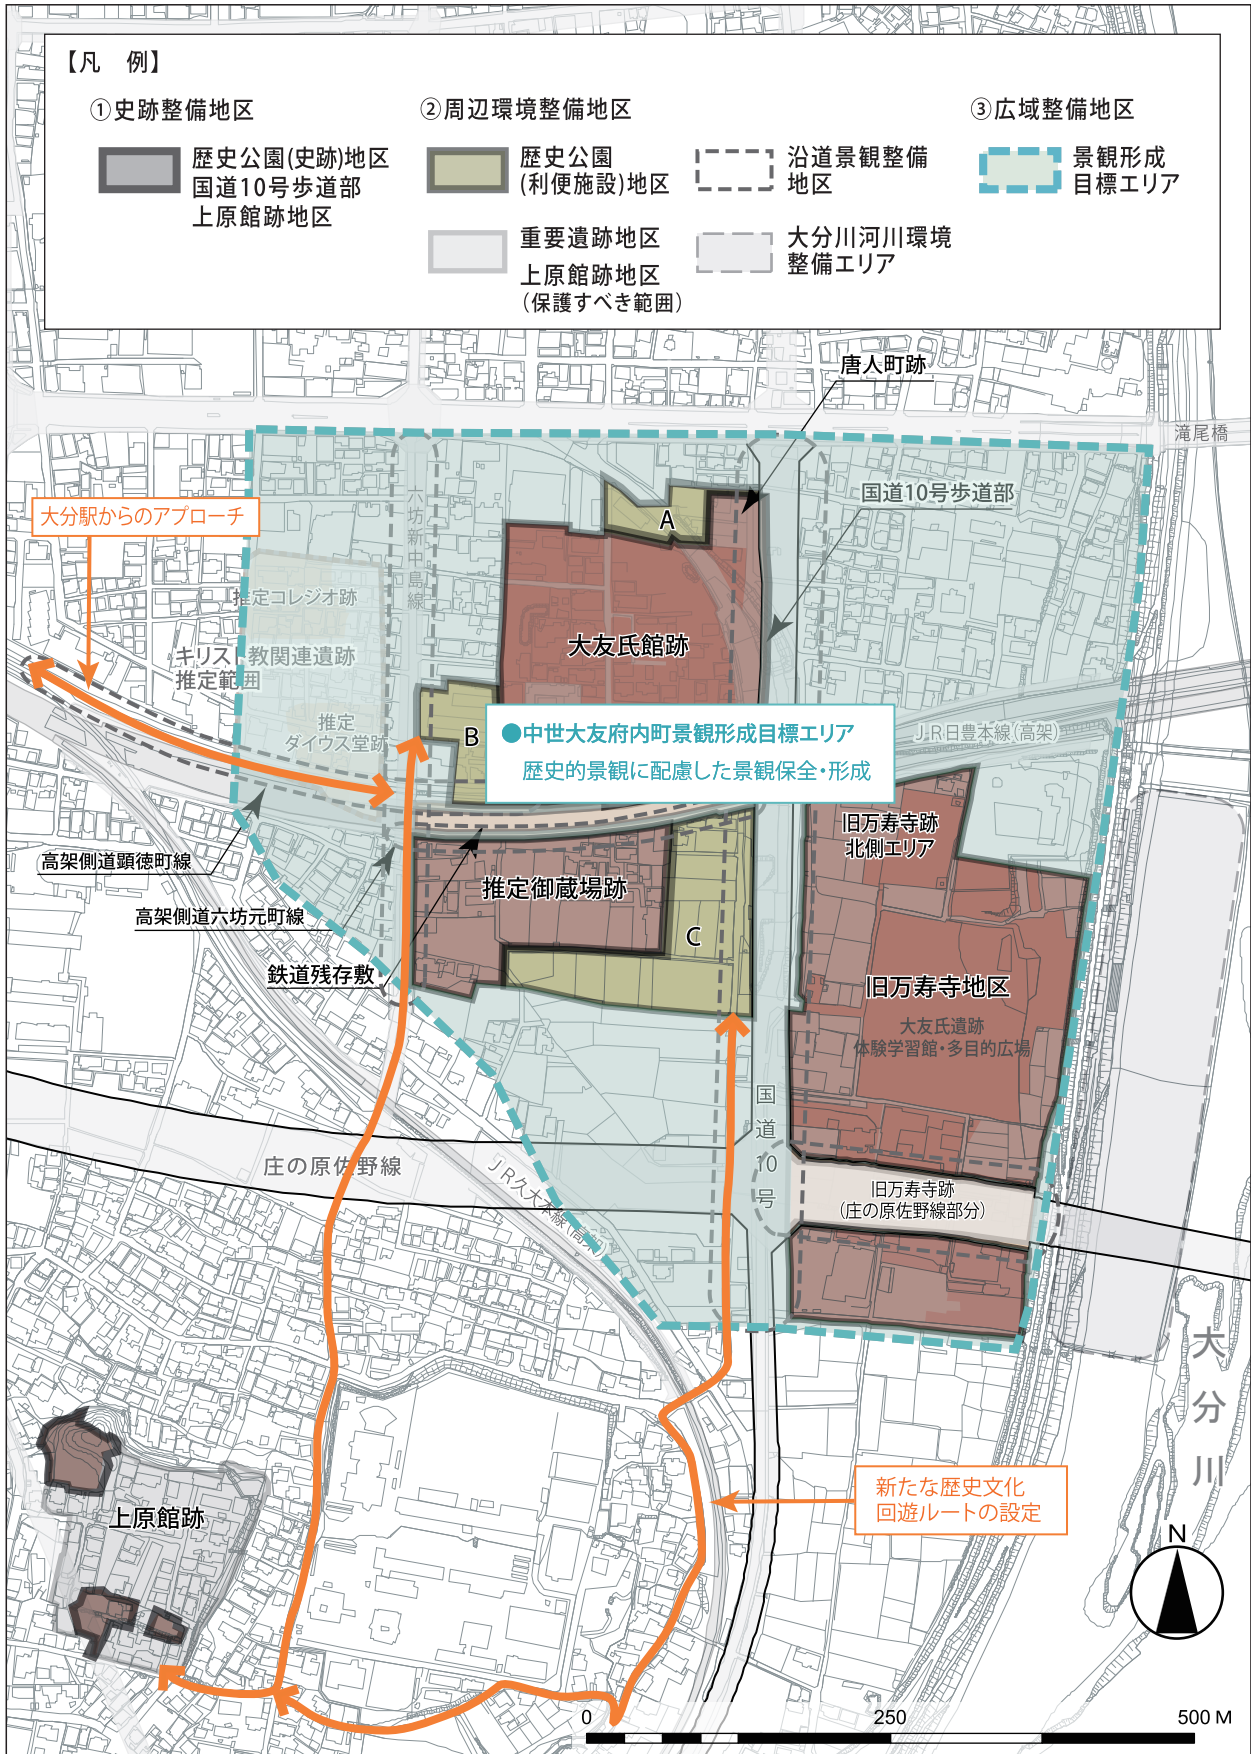 【凡　例】
①史跡整備地区
歴史公園(史跡)地区
国道10号歩道部
上原館跡地区
②周辺環境整備地区
歴史公園
(利便施設)地区
重要遺跡地区
上原館跡地区
（保護すべき範囲）
沿道景観整備
地区
大分川河川環境
整備エリア
③広域整備地区
景観形成
目標エリア
唐人町跡
滝尾橋
国道10号歩道部
大分駅からのアプローチ
六坊新中島線
A
推定コレジオ跡
大友氏館跡
キリスト教関連遺跡
推定範囲
推定
ダイウス堂跡
B
●中世大友府内町景観形成目標エリア
歴史的景観に配慮した景観保全・形成
JR日豊本線(高架)
旧万寿寺跡
北側エリア
高架側道顕徳町線
推定御蔵場跡
高架側道六坊元町線
C
鉄道残存敷
旧万寿寺地区
大友氏遺跡
体験学習館・多目的広場
国道10号
庄の原佐野線
JR久大本線(高架)
旧万寿寺跡
（庄の原佐野線部分）
大分川
上原館跡
新たな歴史文化
回遊ルートの設定
N
0
250
500 M